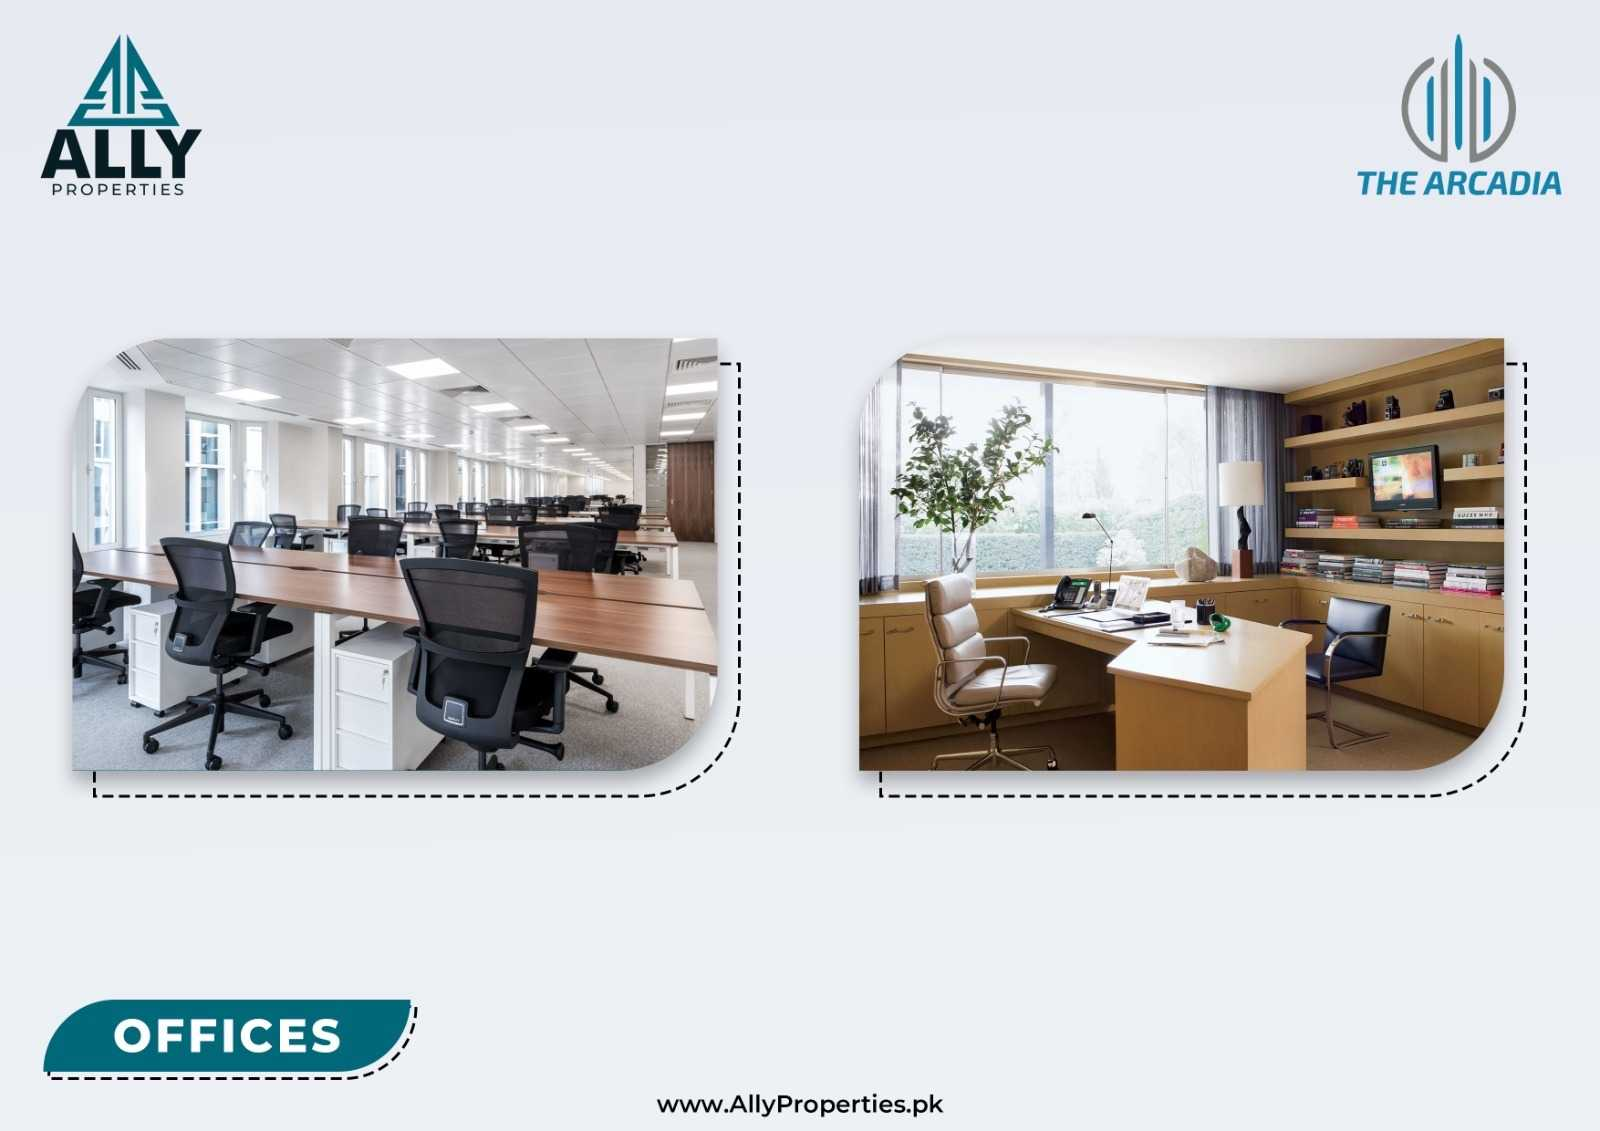 ALLY
PROPERTIES
THE ARCADIA
OFFICES
www.AllyProperties.pk